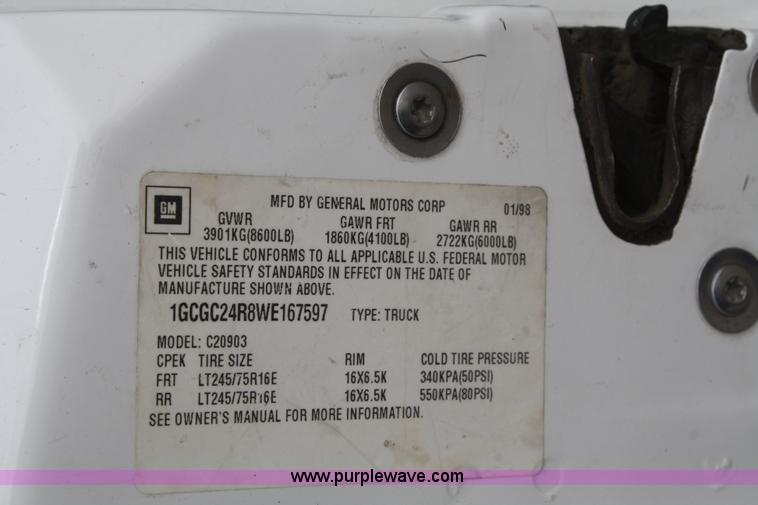 GM
MFD BY GENERAL MOTORS CORP 01/98
GVWR GAWR FRT GAWR RR
3901KG(8600LB) 1860KG(4100LB) 2722KG(6000LB)
THIS VEHICLE CONFORMS TO ALL APPLICABLE U.S. FEDERAL MOTOR
VEHICLE SAFETY STANDARDS IN EFFECT ON THE DATE OF
MANUFACTURE SHOWN ABOVE.
1GCGC24R8WE167597 TYPE: TRUCK
MODEL: C20903
CPEK TIRE SIZE RIM COLD TIRE PRESSURE
FRT LT245/75R16E 16X6.5K 340KPA(50PSI)
RR LT245/75R16E 16X6.5K 550KPA(80PSI)
SEE OWNER'S MANUAL FOR MORE INFORMATION.
www.purplewave.com